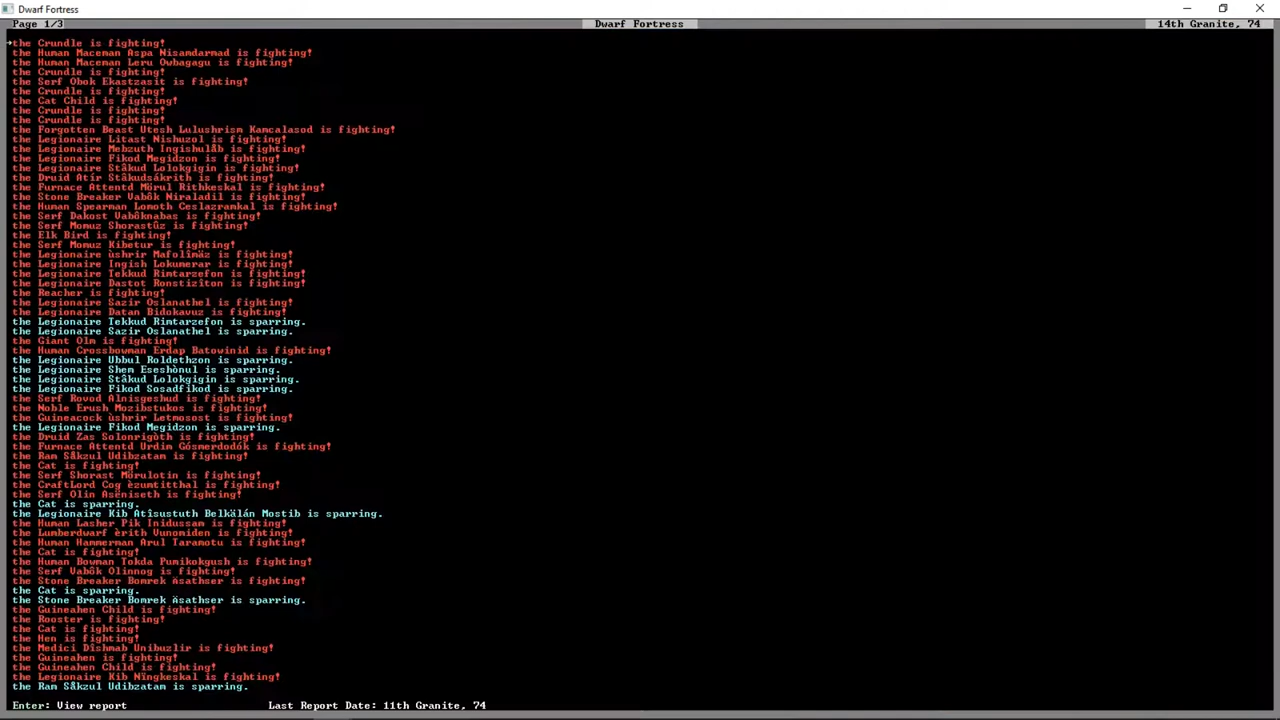 Dwarf Fortress
Page 1/3 Dwarf Fortress 14th Granite, 74
the Crundle is fighting!
the Human Maceman Aspa Nisamdarmad is fighting!
the Human Maceman Leru Owbagagu is fighting!
the Crundle is fighting!
the Serf Obok Ekastzasit is fighting!
the Crundle is fighting!
the Cat Child is fighting!
the Crundle is fighting!
the Crundle is fighting!
the Forgotten Beast Utesh Lulushrism Kamcalasod is fighting!
the Legionaire Litast Nishuzol is fighting!
the Legionaire Mebzuth Ingishulåb is fighting!
the Legionaire Fikod Megidzon is fighting!
the Legionaire Stâkud Lolokgigin is fighting!
the Druid Atir Stâkudsákrith is fighting!
the Furnace Attentd Mörul Rithkeskal is fighting!
the Stone Breaker Vabôk Niraladil is fighting!
the Human Spearman Lomoth Ceslazramkal is fighting!
the Serf Dakost Vabôknabas is fighting!
the Serf Momuz Shorastûz is fighting!
the Elk Bird is fighting!
the Serf Momuz Kibetur is fighting!
the Legionaire ùshrir Mafolîmäz is fighting!
the Legionaire Ingish Lokumerar is fighting!
the Legionaire Tekkud Rimtarzefon is fighting!
the Legionaire Dastot Ronstizîton is fighting!
the Reacher is fighting!
the Legionaire Sazir Oslanathel is fighting!
the Legionaire Datan Bidokavuz is fighting!
the Legionaire Tekkud Rimtarzefon is sparring.
the Legionaire Sazir Oslanathel is sparring.
the Giant Olm is fighting!
the Human Crossbowman Erdap Batowinid is fighting!
the Legionaire Ubbul Roldethzon is sparring.
the Legionaire Shem Eseshònul is sparring.
the Legionaire Stâkud Lolokgigin is sparring.
the Legionaire Fikod Sosadfikod is sparring.
the Serf Rovod Alnisgeshud is fighting!
the Noble Erush Mozibstukos is fighting!
the Guineacock ùshrir Letmosost is fighting!
the Legionaire Fikod Megidzon is sparring.
the Druid Zas Solonrigòth is fighting!
the Furnace Attentd Urdim Gósmerdodók is fighting!
the Ram Såkzul Udibzatam is fighting!
the Cat is fighting!
the Serf Shorast Mörulotin is fighting!
the CraftLord Cog èzumtitthal is fighting!
the Serf Olin Asëniseth is fighting!
the Cat is sparring.
the Legionaire Kib Atîsustuth Belkälán Mostib is sparring.
the Human Lasher Pik Inidussam is fighting!
the Lumberdwarf èrith Vunomiden is fighting!
the Human Hammerman Arul Taramotu is fighting!
the Cat is fighting!
the Human Bowman Tokda Pumikokgush is fighting!
the Serf Vabôk Olinnog is fighting!
the Stone Breaker Bomrek äsathser is fighting!
the Cat is sparring.
the Stone Breaker Bomrek äsathser is sparring.
the Guineahen Child is fighting!
the Rooster is fighting!
the Cat is fighting!
the Hen is fighting!
the Medici Dîshmab Unibuzlir is fighting!
the Guineahen is fighting!
the Guineahen Child is fighting!
the Legionaire Kib Nïngkeskal is fighting!
the Ram Såkzul Udibzatam is sparring.
Enter: View report Last Report Date: 11th Granite, 74